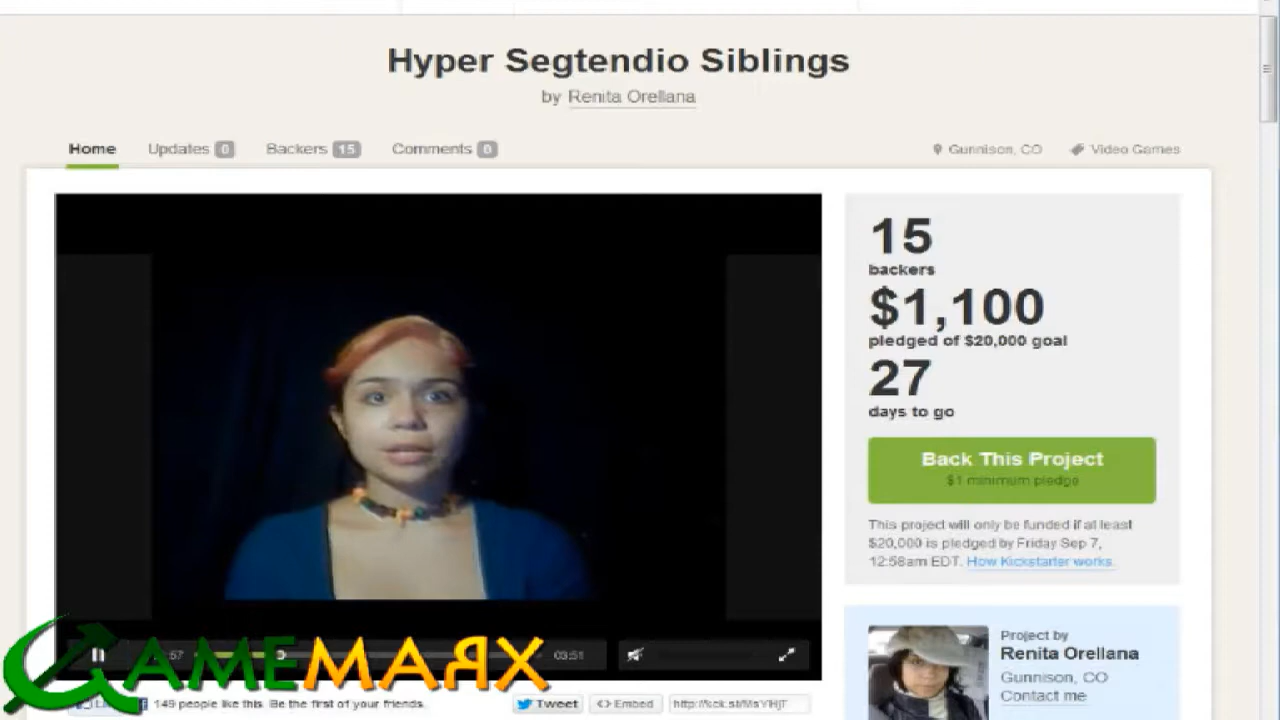 Hyper Segtendio Siblings
by Renita Orellana
Home Updates 0 Backers 15 Comments 0
Gunnison, CO Video Games
15
backers
$1,100
pledged of $20,000 goal
27
days to go
Back This Project
$1 minimum pledge
This project will only be funded if at least
$20,000 is pledged by Friday Sep 7,
12:58am EDT. How Kickstarter works.
03:51
GAMEMAЯX
149 people like this. Be the first of your friends.
Tweet
Embed
Project by
Renita Orellana
Gunnison, CO
Contact me